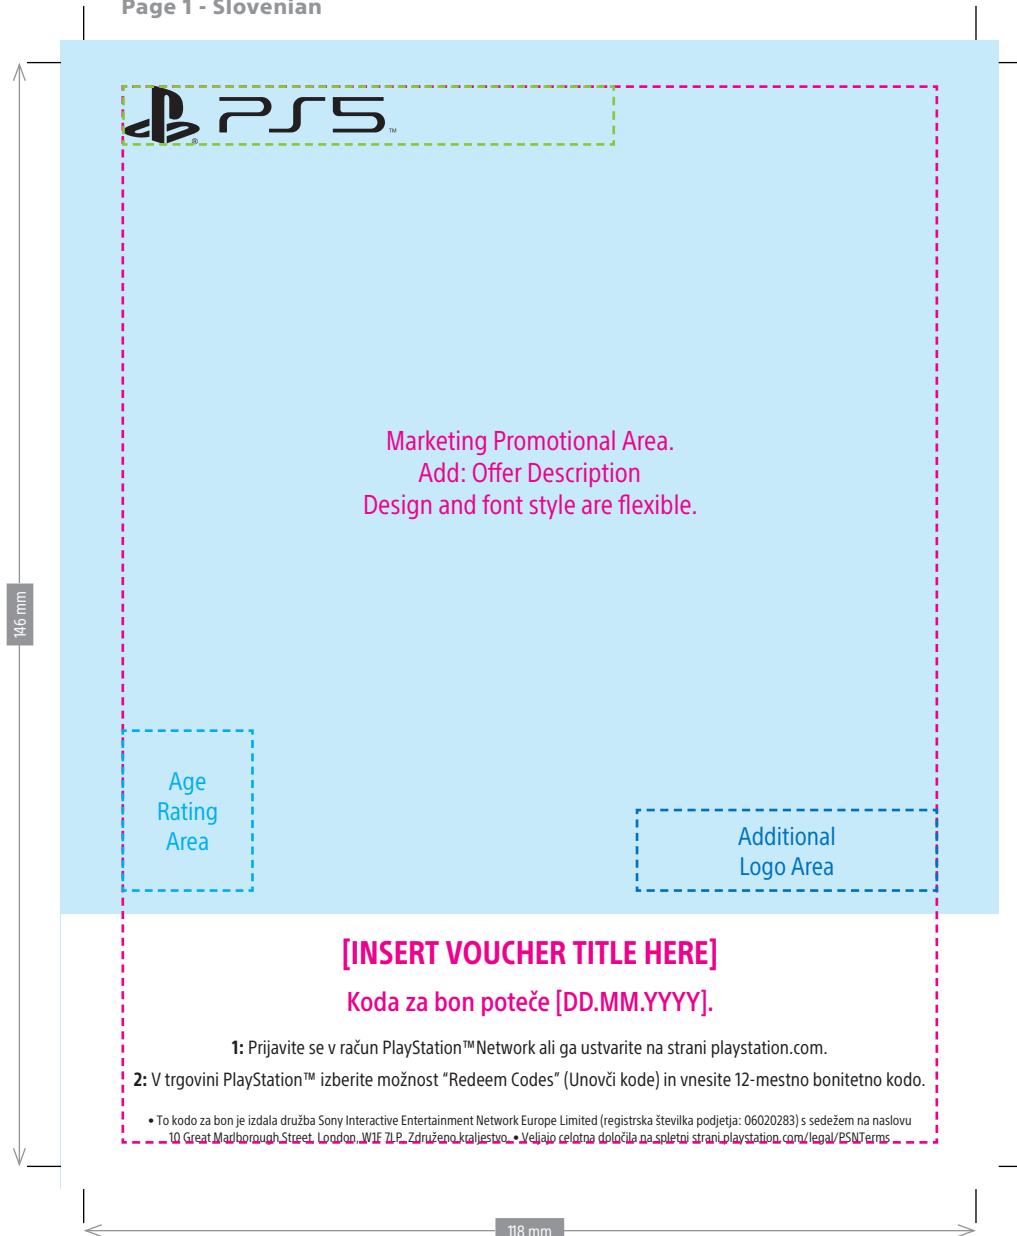 Page 1 - Slovenian
PS5™
®
Marketing Promotional Area.
Add: Offer Description
Design and font style are flexible.
146 mm
Age
Rating
Area
Additional
Logo Area
[INSERT VOUCHER TITLE HERE]
Koda za bon poteče [DD.MM.YYYY].
1: Prijavite se v račun PlayStation™Network ali ga ustvarite na strani playstation.com.
2: V trgovini PlayStation™ izberite možnost “Redeem Codes” (Unovči kode) in vnesite 12-mestno bonitetno kodo.
• To kodo za bon je izdala družba Sony Interactive Entertainment Network Europe Limited (registrska številka podjetja: 06020283) s sedežem na naslovu
10 Great Marlborough Street, London, W1F 7LP, Združeno kraljestvo. • Veljajo celotna določila na spletni strani playstation.com/legal/PSNTerms
118 mm